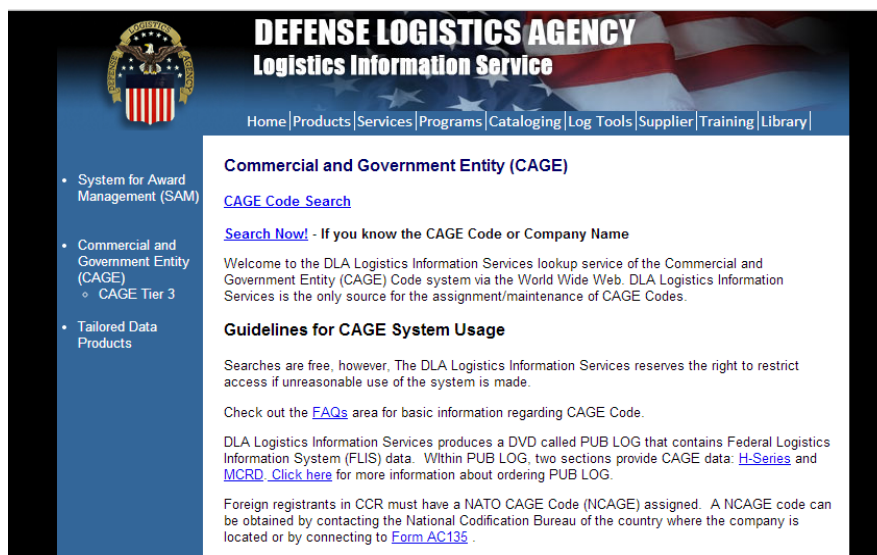 DEFENSE LOGISTICS AGENCY
Logistics Information Service
DEFENSE LOGISTICS AGENCY
Home|Products|Services|Programs|Cataloging|Log Tools|Supplier|Training|Library|
• System for Award
Management (SAM)
• Commercial and
Government Entity
(CAGE)
○ CAGE Tier 3
• Tailored Data
Products
Commercial and Government Entity (CAGE)
CAGE Code Search
Search Now! - If you know the CAGE Code or Company Name
Welcome to the DLA Logistics Information Services lookup service of the Commercial and
Government Entity (CAGE) Code system via the World Wide Web. DLA Logistics Information
Services is the only source for the assignment/maintenance of CAGE Codes.
Guidelines for CAGE System Usage
Searches are free, however, The DLA Logistics Information Services reserves the right to restrict
access if unreasonable use of the system is made.
Check out the FAQs area for basic information regarding CAGE Code.
DLA Logistics Information Services produces a DVD called PUB LOG that contains Federal Logistics
Information System (FLIS) data.  WIthin PUB LOG, two sections provide CAGE data: H-Series and
MCRD. Click here for more information about ordering PUB LOG.
Foreign registrants in CCR must have a NATO CAGE Code (NCAGE) assigned.  A NCAGE code can
be obtained by contacting the National Codification Bureau of the country where the company is
located or by connecting to Form AC135 .